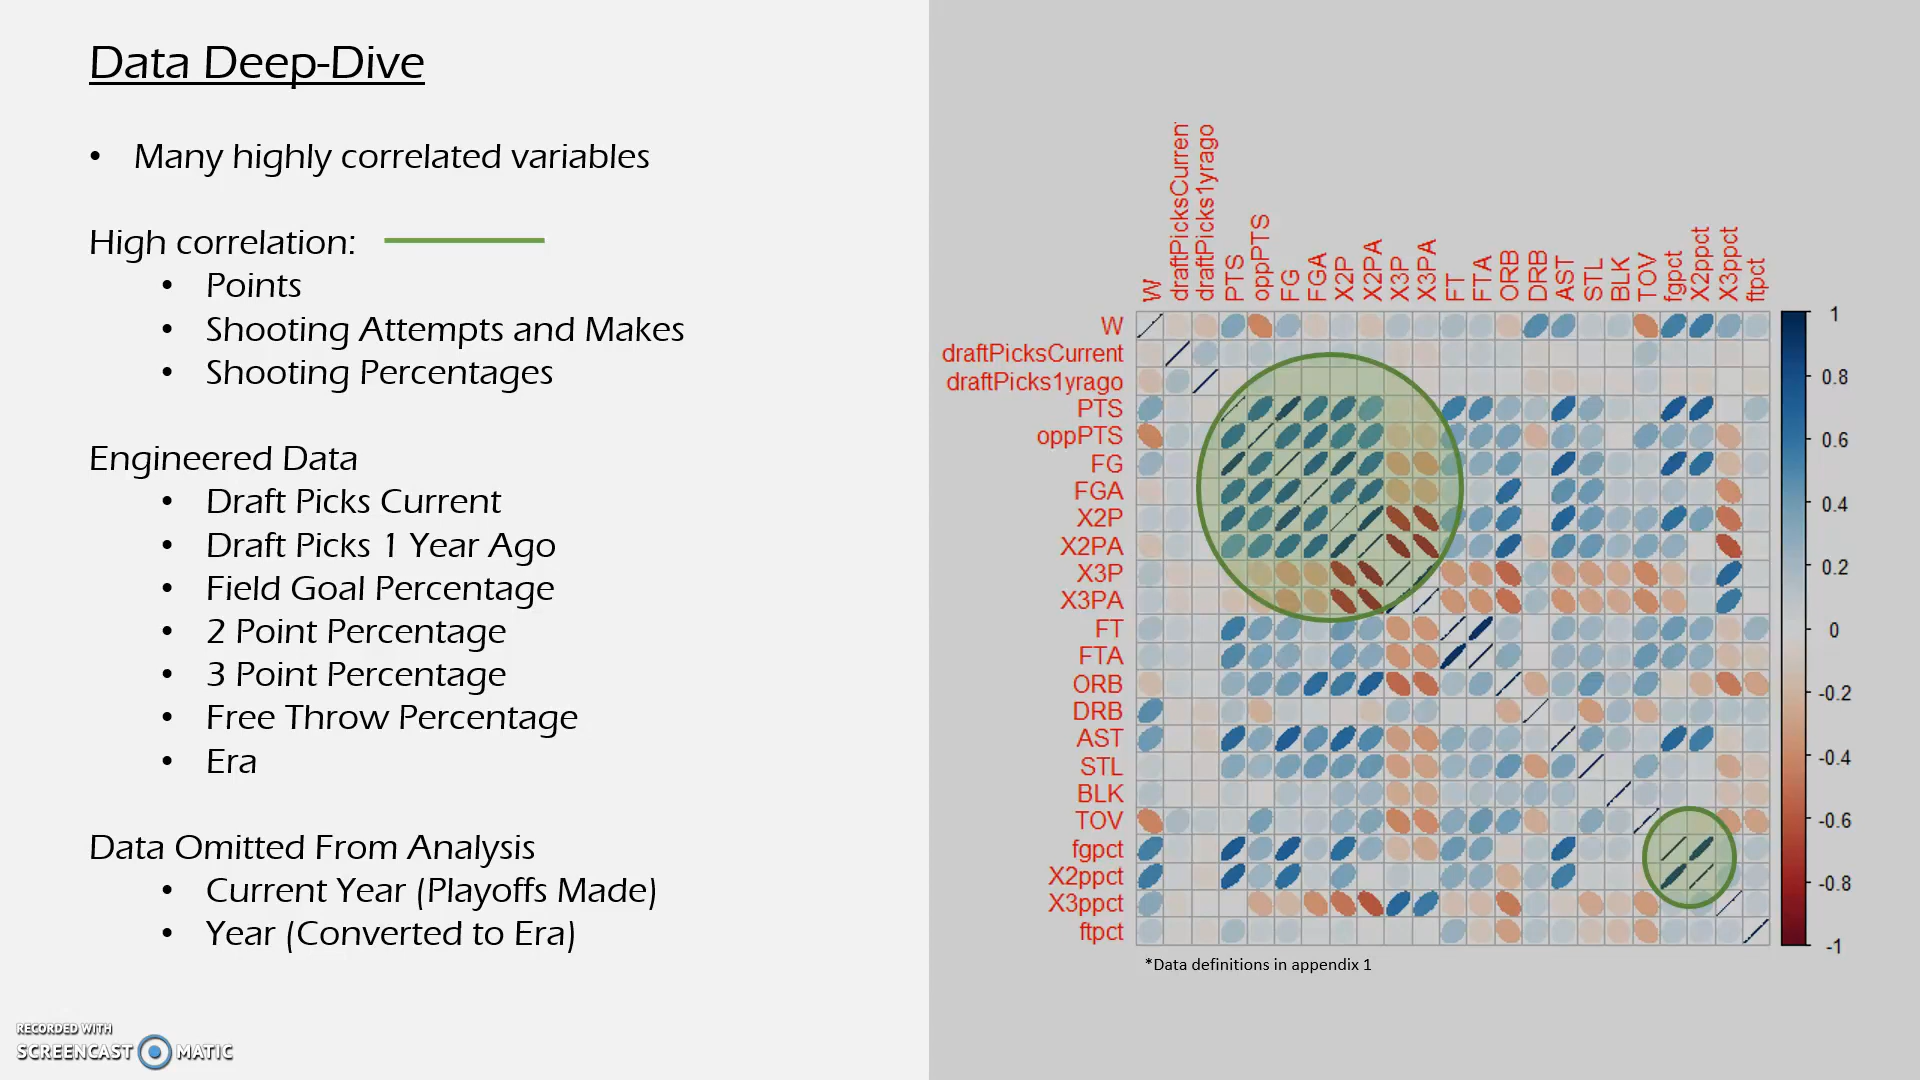 Data Deep-Dive
• Many highly correlated variables
High correlation:
• Points
• Shooting Attempts and Makes
• Shooting Percentages
Engineered Data
• Draft Picks Current
• Draft Picks 1 Year Ago
• Field Goal Percentage
• 2 Point Percentage
• 3 Point Percentage
• Free Throw Percentage
• Era
Data Omitted From Analysis
• Current Year (Playoffs Made)
• Year (Converted to Era)
RECORDED WITH
SCREENCAST MATIC
W draftPicksCurren draftPicks1yrago PTS oppPTS FG FGA X2P X2PA X3P X3PA FT FTA ORB DRB AST STL BLK TOV fgpct X2ppct X3ppct ftpct
W
draftPicksCurrent
draftPicks1yrago
PTS
oppPTS
FG
FGA
X2P
X2PA
X3P
X3PA
FT
FTA
ORB
DRB
AST
STL
BLK
TOV
fgpct
X2ppct
X3ppct
ftpct
1
0.8
0.6
0.4
0.2
0
-0.2
-0.4
-0.6
-0.8
-1
*Data definitions in appendix 1